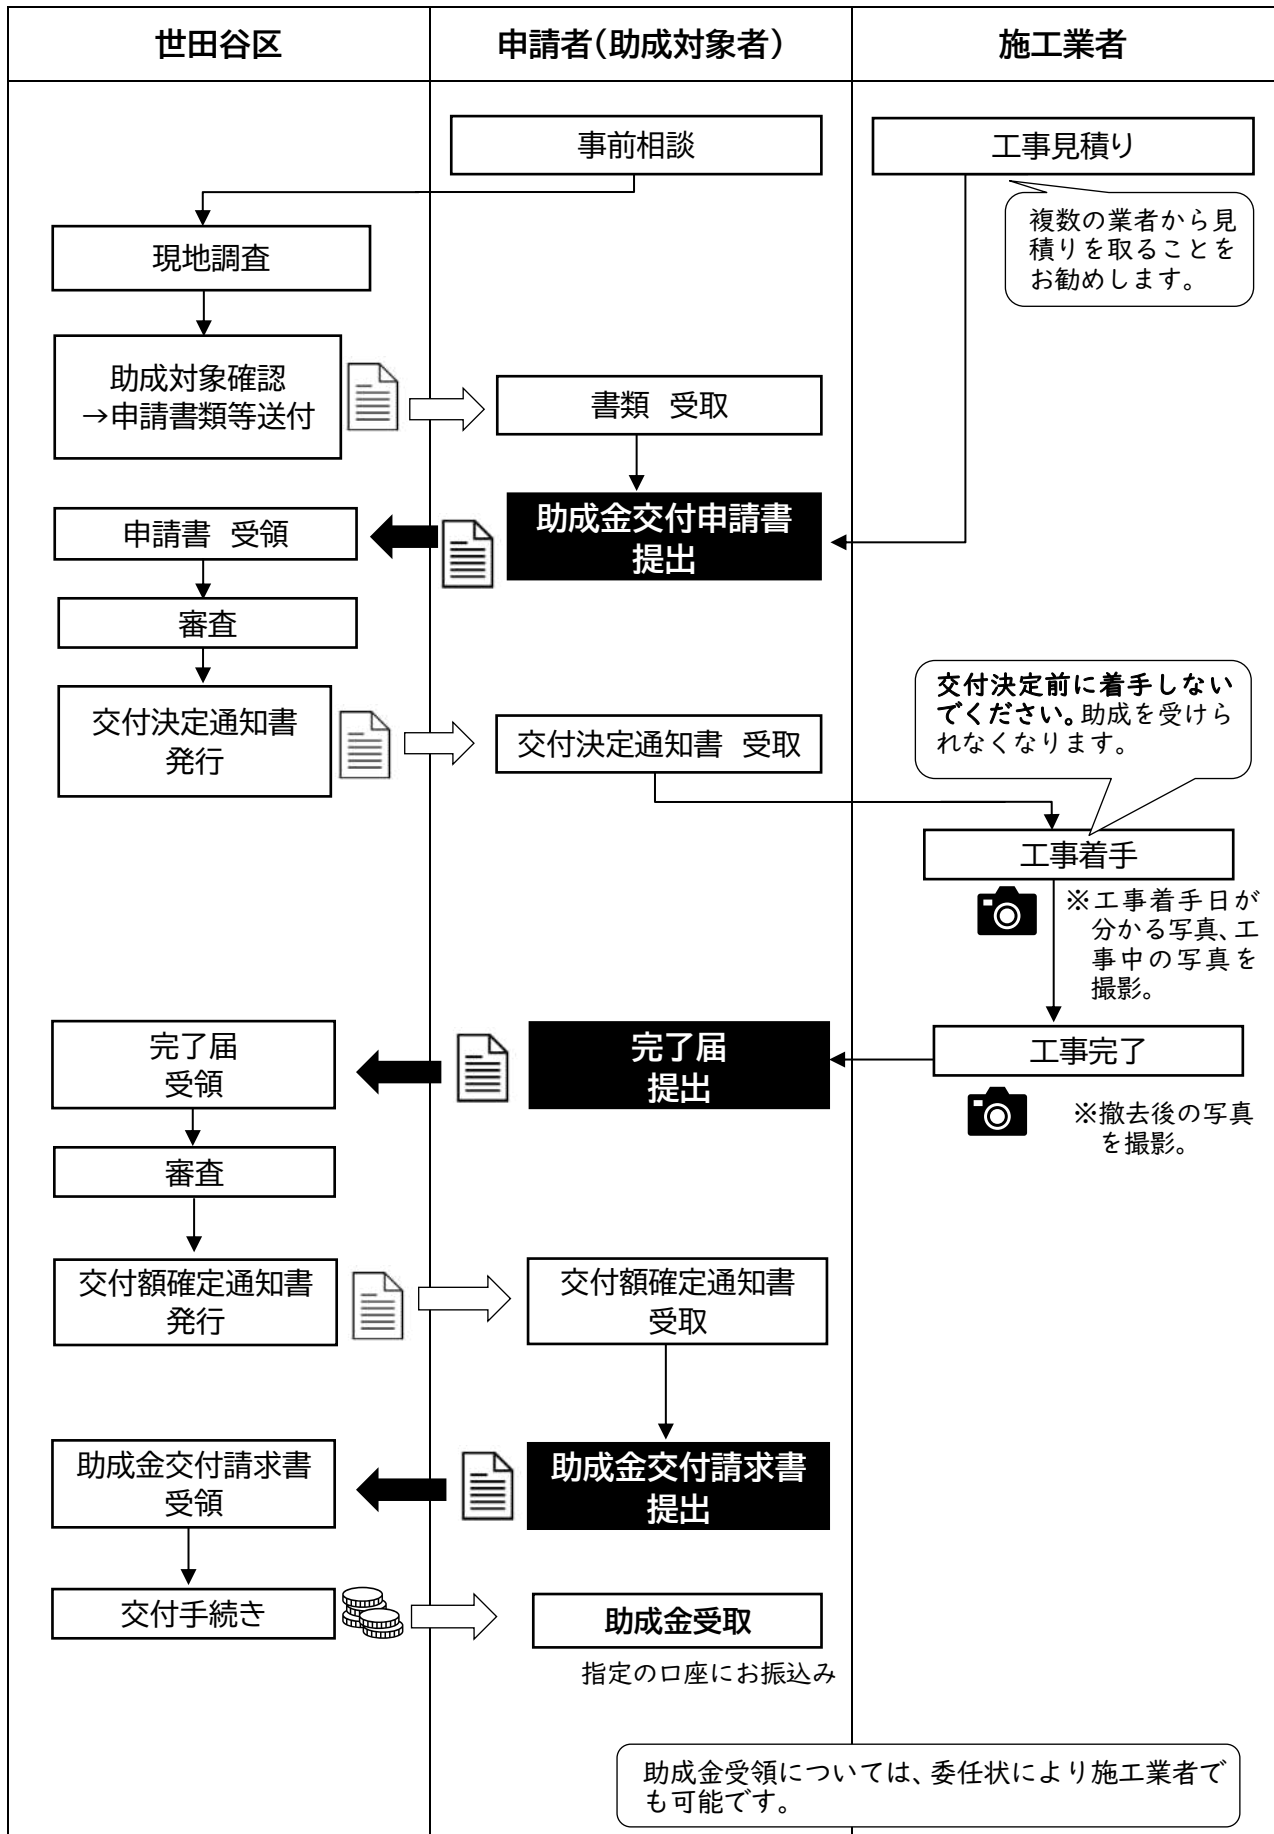 世田谷区
申請者(助成対象者)
施工業者
事前相談
工事見積り
複数の業者から見
積りを取ることを
お勧めします。
現地調査
助成対象確認
→申請書類等送付
書類 受取
助成金交付申請書
提出
申請書 受領
審査
交付決定通知書
発行
交付決定通知書 受取
交付決定前に着手しない
でください。助成を受けら
れなくなります。
工事着手
※工事着手日が
分かる写真、工
事中の写真を
撮影。
工事完了
※撤去後の写真
を撮影。
完了届
提出
完了届
受領
審査
交付額確定通知書
発行
交付額確定通知書
受取
助成金交付請求書
提出
助成金交付請求書
受領
交付手続き
助成金受取
指定の口座にお振込み
助成金受領については、委任状により施工業者で
も可能です。